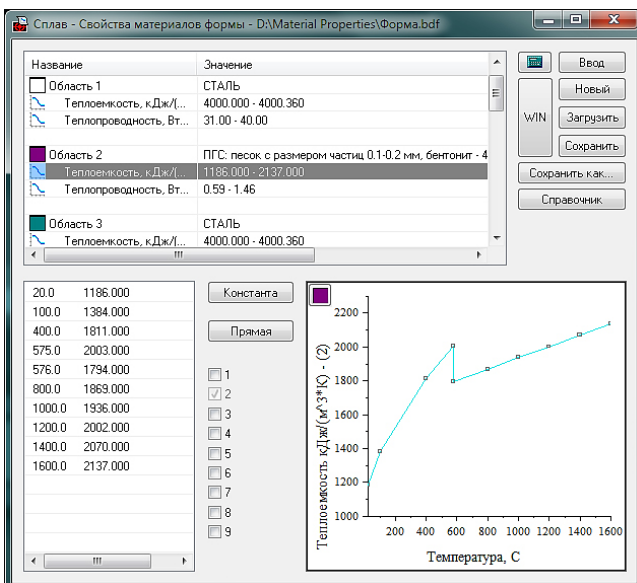 Сплав - Свойства материалов формы - D:\Material Properties\Форма.bdf
Название Значение
Область 1 СТАЛЬ
Теплоемкость, кДж/(... 4000.000 - 4000.360
Теплопроводность, Вт... 31.00 - 40.00
Область 2 ПГС: песок с размером частиц 0.1-0.2 мм, бентонит - 4
Теплоемкость, кДж/(... 1186.000 - 2137.000
Теплопроводность, Вт... 0.59 - 1.46
Область 3 СТАЛЬ
Теплоемкость, кДж/(... 4000.000 - 4000.360
Ввод
Новый
WIN
Загрузить
Сохранить
Сохранить как...
Справочник
20.0 1186.000
100.0 1384.000
400.0 1811.000
575.0 2003.000
576.0 1794.000
800.0 1869.000
1000.0 1936.000
1200.0 2002.000
1400.0 2070.000
1600.0 2137.000
Константа
Прямая
1
2
3
4
5
6
7
8
9
Теплоемкость кДж/(м^3*К) - (2)
2200
2000
1800
1600
1400
1200
1000
200 400 600 800 1000 1200 1400 1600
Температура, С